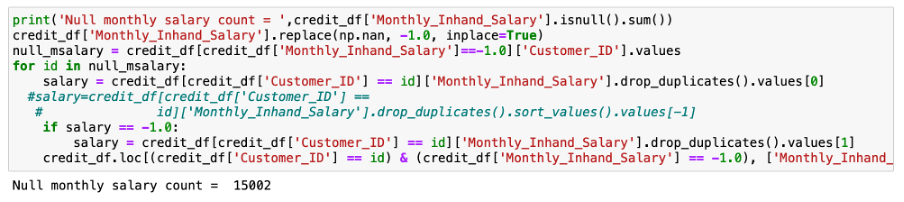 print('Null monthly salary count = ',credit_df['Monthly_Inhand_Salary'].isnull().sum())
credit_df['Monthly_Inhand_Salary'].replace(np.nan, -1.0, inplace=True)
null_msalary = credit_df[credit_df['Monthly_Inhand_Salary']==-1.0]['Customer_ID'].values
for id in null_msalary:
    salary = credit_df[credit_df['Customer_ID'] == id]['Monthly_Inhand_Salary'].drop_duplicates().values[0]
  #salary=credit_df[credit_df['Customer_ID'] ==
   #               id]['Monthly_Inhand_Salary'].drop_duplicates().sort_values().values[-1]
    if salary == -1.0:
        salary = credit_df[credit_df['Customer_ID'] == id]['Monthly_Inhand_Salary'].drop_duplicates().values[1]
    credit_df.loc[(credit_df['Customer_ID'] == id) & (credit_df['Monthly_Inhand_Salary'] == -1.0), ['Monthly_Inhand_
Null monthly salary count =  15002